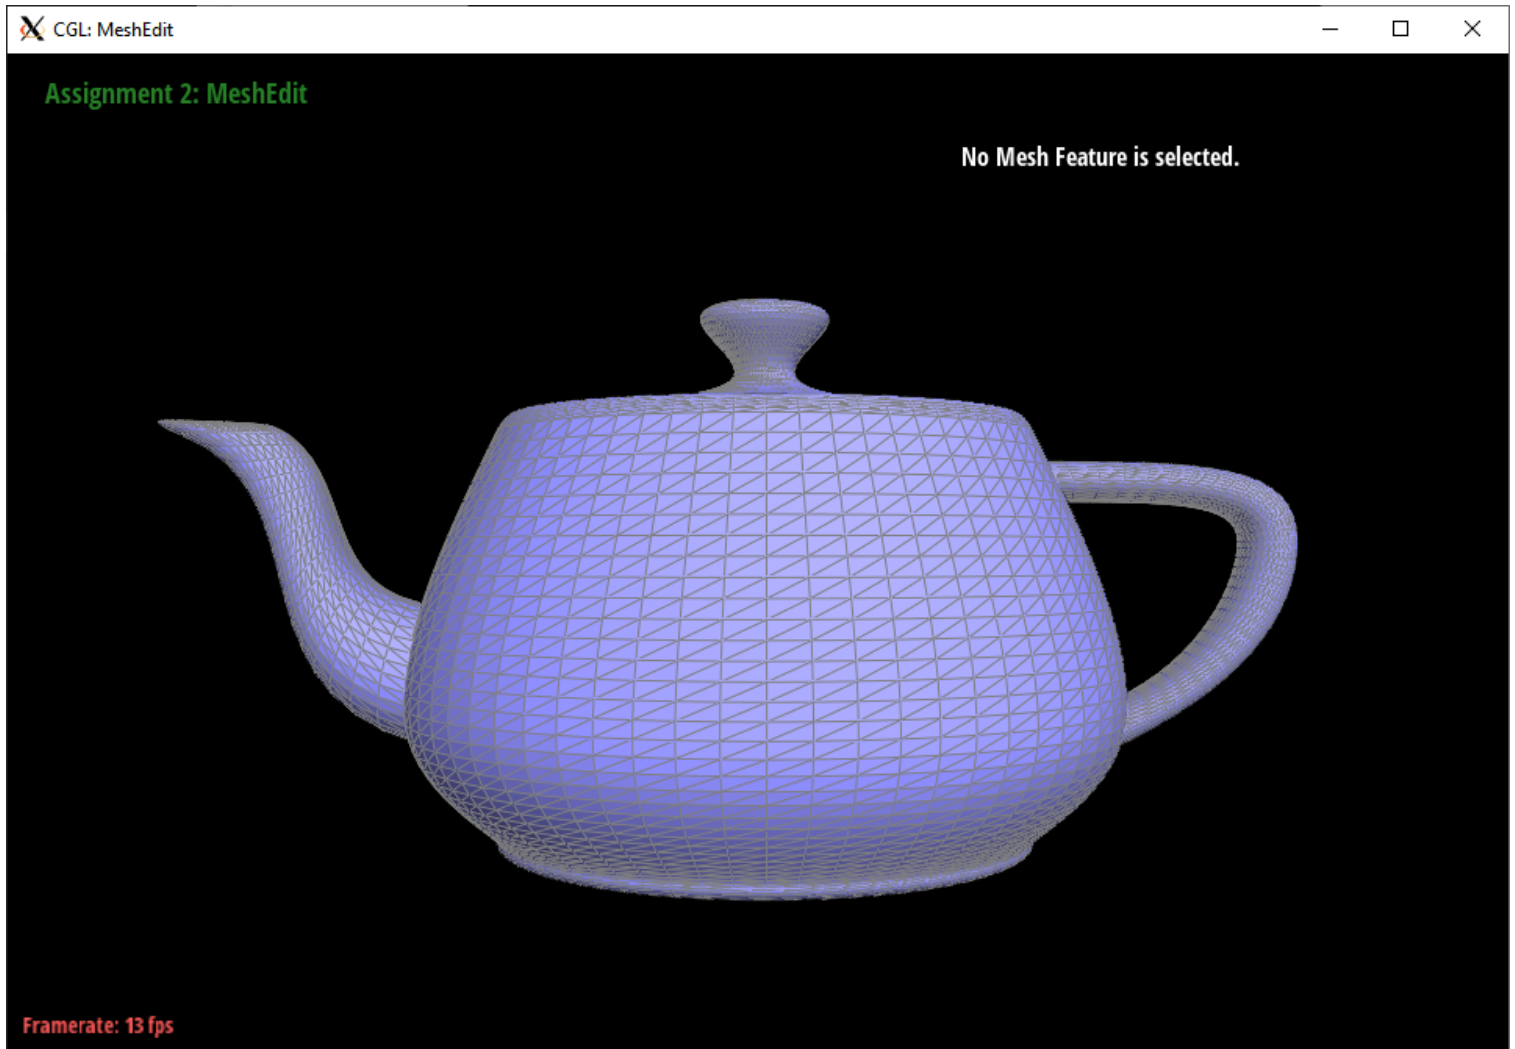 CGL: MeshEdit
Assignment 2: MeshEdit
No Mesh Feature is selected.
Framerate: 13 fps